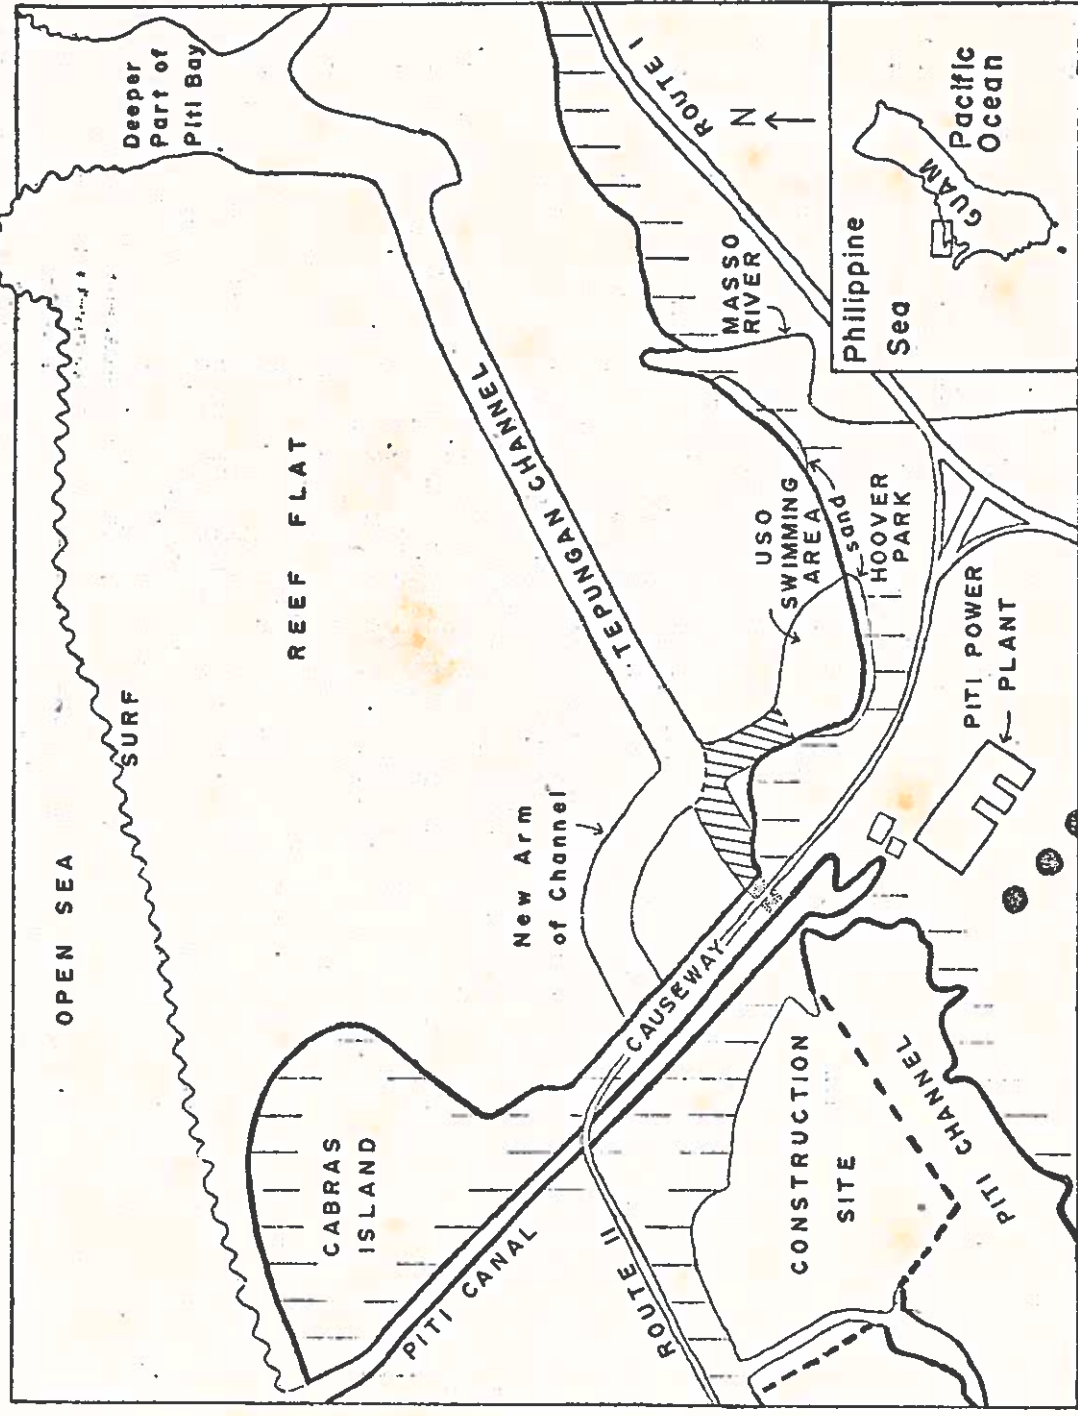 OPEN SEA
SURF
Deeper
Part of
Piti Bay
REEF FLAT
CABRAS
ISLAND
New Arm
of Channel
TEPUNGAN CHANNEL
ROUTE I
N
MASSO
RIVER
USO
SWIMMING
AREA
sand
HOOVER
PARK
CAUSEWAY
PITI CANAL
ROUTE II
CONSTRUCTION
SITE
PITI CHANNEL
PITI POWER
PLANT
Philippine
Sea
GUAM
Pacific
Ocean